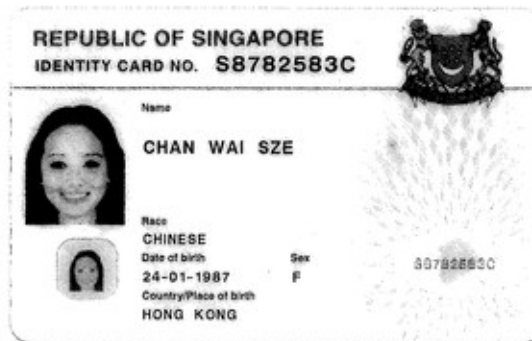 REPUBLIC OF SINGAPORE
IDENTITY CARD NO. S8782583C
Name
CHAN WAI SZE
Race
CHINESE
Date of birth Sex
24-01-1987 F
S8782583C
Country/Place of birth
HONG KONG